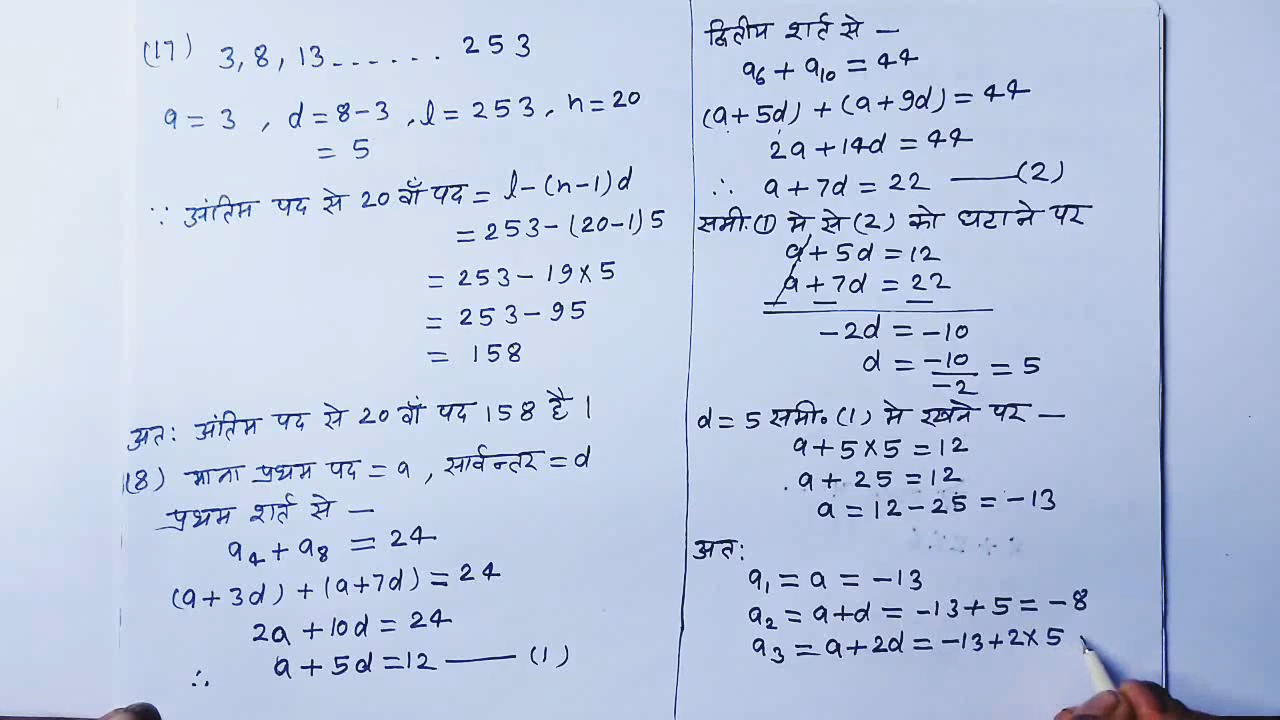 (17) 3, 8, 13 ------ 253
a = 3 , d = 8-3 , l = 253 , n = 20
= 5
∵ अंतिम पद से 20 वाँ पद = l-(n-1)d
= 253-(20-1)5
= 253-19×5
= 253-95
= 158
अतः अंतिम पद से 20 वाँ पद 158 है ।
(18) माना प्रथम पद = a , सार्वन्तर = d
प्रथम शर्त से —
a₄ + a₈ = 24
(a+3d) + (a+7d) = 24
2a + 10d = 24
∴ a + 5d = 12 —— (1)
द्वितीय शर्त से —
a₆ + a₁₀ = 44
(a+5d) + (a+9d) = 44
2a + 14d = 44
∴ a + 7d = 22 ——(2)
समी.(1) मे से (2) को घटाने पर
a + 5d = 12
a + 7d = 22
— — —
-2d = -10
d = -10/-2 = 5
d = 5 समी० (1) मे रखने पर —
a + 5×5 = 12
a + 25 = 12
a = 12-25 = -13
अतः
a₁ = a = -13
a₂ = a+d = -13+5 = -8
a₃ = a+2d = -13+2×5